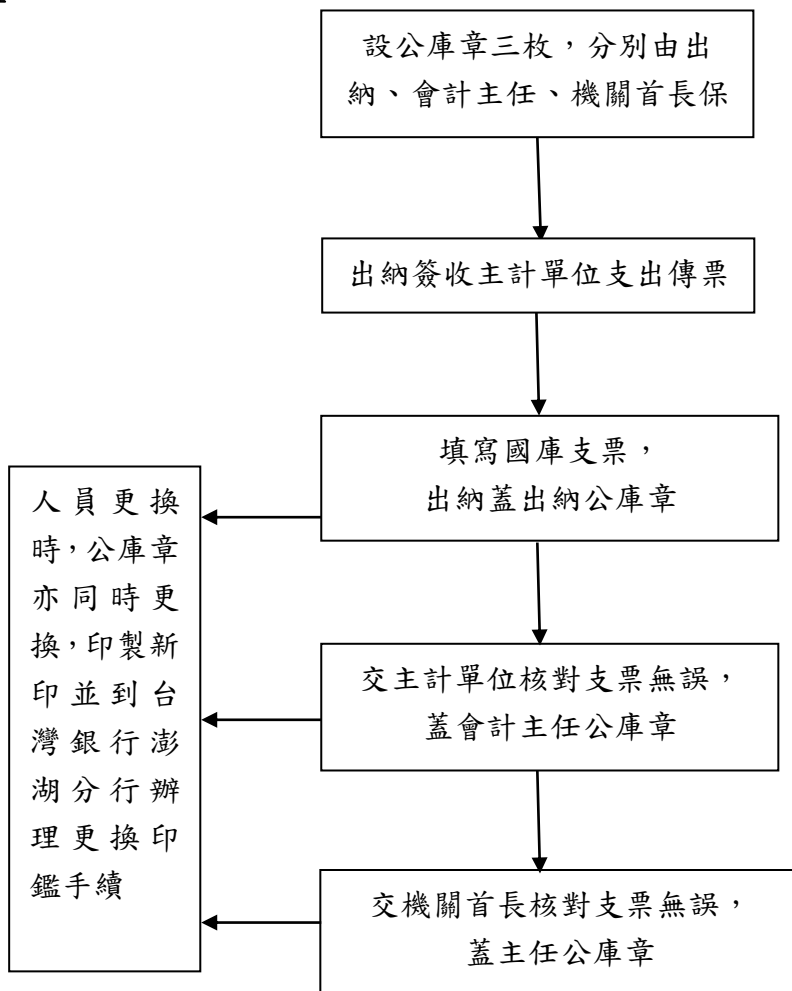 設公庫章三枚，分別由出
納、會計主任、機關首長保
出納簽收主計單位支出傳票
填寫國庫支票，
出納蓋出納公庫章
人員更換
時，公庫章
亦同時更
換，印製新
印並到台
灣銀行澎
湖分行辦
理更換印
鑑手續
交主計單位核對支票無誤，
蓋會計主任公庫章
交機關首長核對支票無誤，
蓋主任公庫章